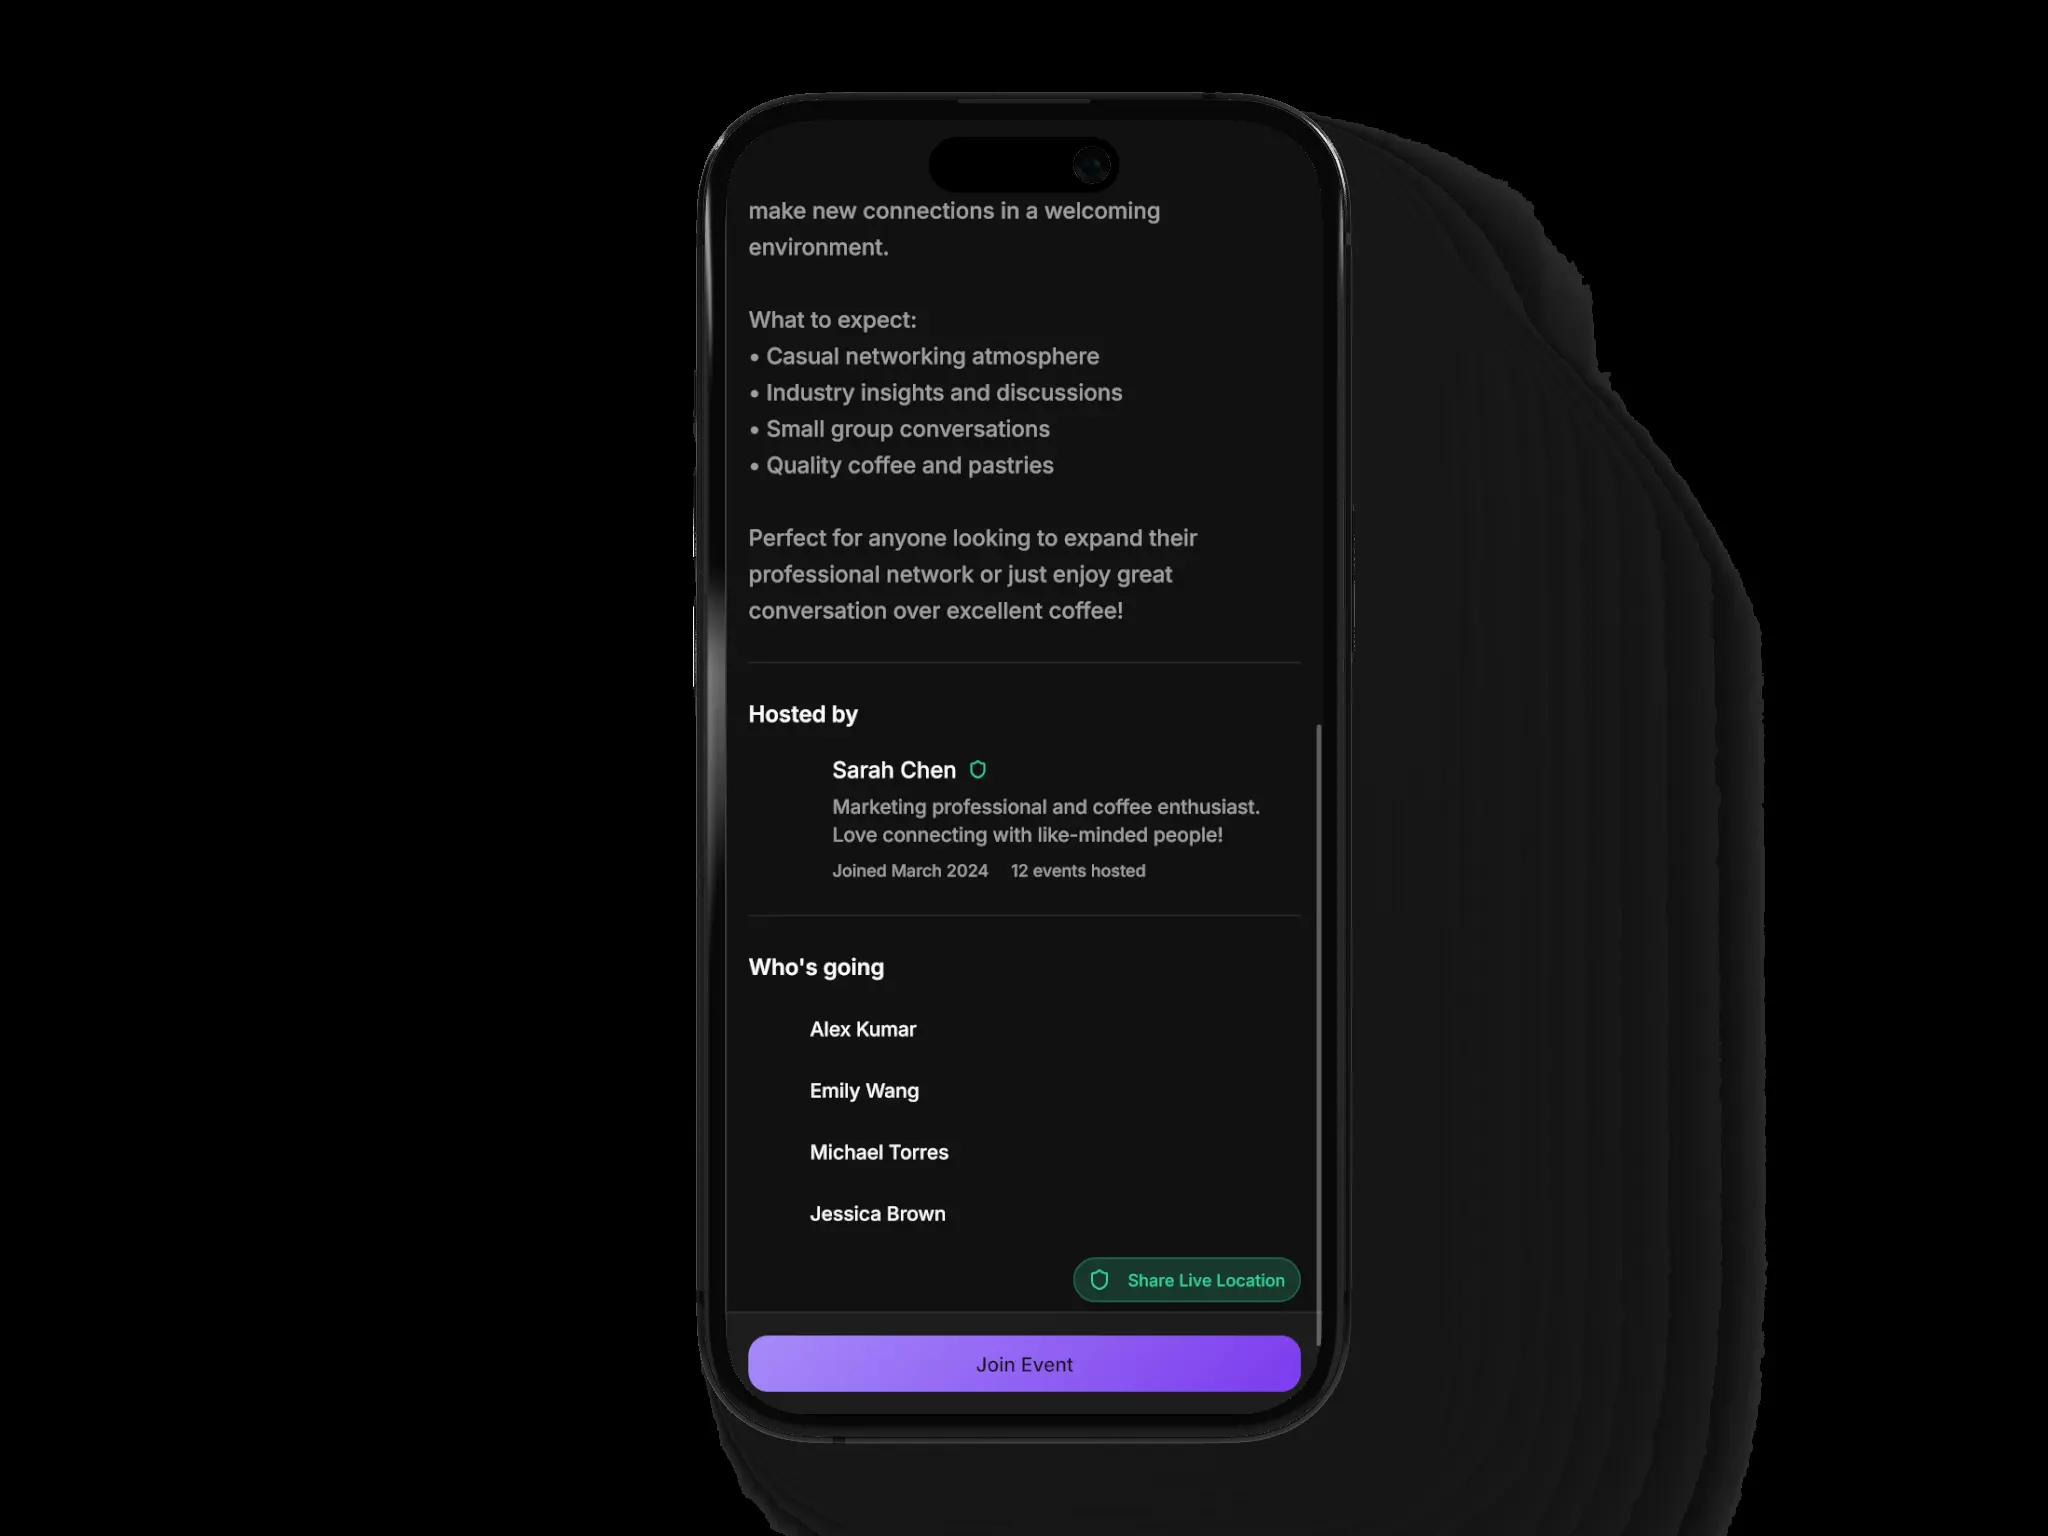 make new connections in a welcoming
environment.
What to expect:
• Casual networking atmosphere
• Industry insights and discussions
• Small group conversations
• Quality coffee and pastries
Perfect for anyone looking to expand their
professional network or just enjoy great
conversation over excellent coffee!
Hosted by
Sarah Chen
Marketing professional and coffee enthusiast.
Love connecting with like-minded people!
Joined March 2024 12 events hosted
Who's going
Alex Kumar
Emily Wang
Michael Torres
Jessica Brown
Share Live Location
Join Event